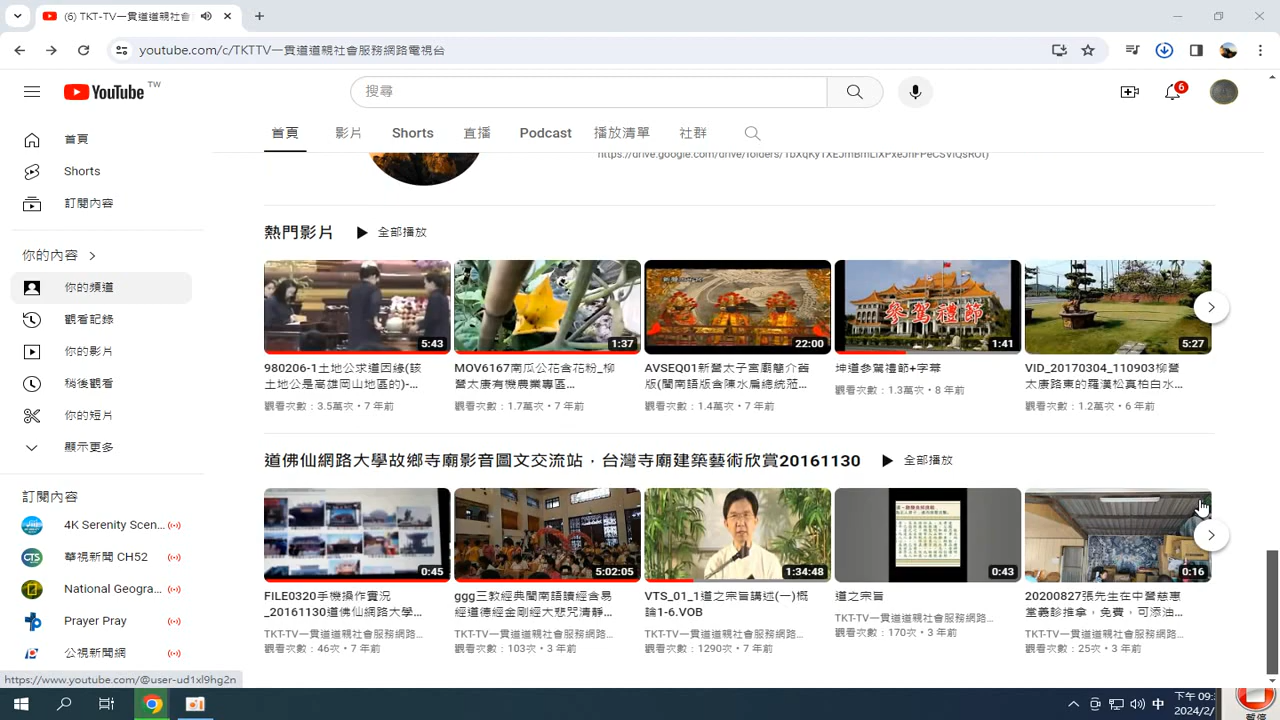 (6) TKT-TV一貫道道親社會
youtube.com/c/TKTTV一貫道道親社會服務網路電視台
YouTube TW
搜尋
6
首頁 影片 Shorts 直播 Podcast 播放清單 社群
首頁
Shorts
訂閱內容
你的內容
你的頻道
觀看記錄
你的影片
稍後觀看
你的短片
顯示更多
訂閱內容
4K Serenity Scen...
CTS 華視新聞 CH52
National Geogra...
Prayer Pray
公視新聞網
熱門影片 全部播放
5:43
1:37
22:00
參駕禮節
1:41
5:27
980206-1土地公求道因緣(該
土地公是高雄岡山地區的)-...
觀看次數：3.5萬次 • 7 年前
MOV6167南瓜公花含花粉_柳
營太康有機農業專區...
觀看次數：1.7萬次 • 7 年前
AVSEQ01新營太子宮廟簡介舊
版(閩南語版含陳水扁總統蒞...
觀看次數：1.4萬次 • 7 年前
坤道參駕禮節+字幕
觀看次數：1.3萬次 • 8 年前
VID_20170304_110903柳營
太康路東的羅漢松真柏白水...
觀看次數：1.2萬次 • 6 年前
道佛仙網路大學故鄉寺廟影音圖文交流站．台灣寺廟建築藝術欣賞20161130 全部播放
0:45
5:02:05
1:34:48
0:43
0:16
FILE0320手機操作實況
_20161130道佛仙網路大學...
TKT-TV一貫道道親社會服務網路...
觀看次數：46次 • 7 年前
ggg三教經典閩南語讀經含易
經道德經金剛經大悲咒清靜...
TKT-TV一貫道道親社會服務網路...
觀看次數：103次 • 3 年前
VTS_01_1道之宗旨講述(一)概
論1-6.VOB
TKT-TV一貫道道親社會服務網路...
觀看次數：1290次 • 7 年前
道之宗旨
TKT-TV一貫道道親社會服務網路...
觀看次數：170次 • 3 年前
20200827張先生在中營慈惠
堂義診推拿，免費，可添油...
TKT-TV一貫道道親社會服務網路...
觀看次數：25次 • 3 年前
https://www.youtube.com/@user-ud1xl9hg2n
中
下午 09:
2024/2/